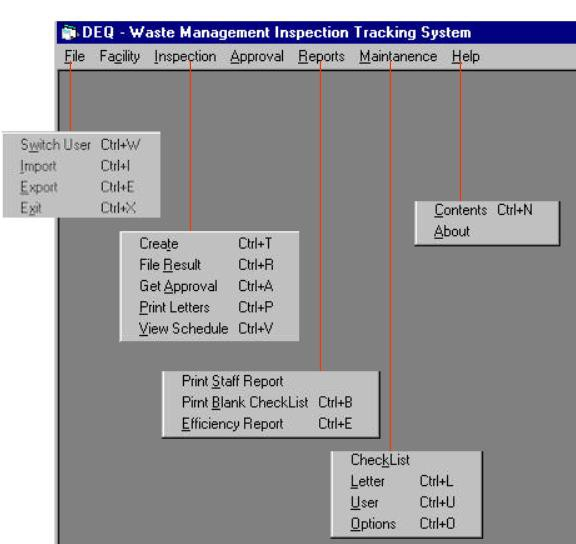 DEQ - Waste Management Inspection Tracking System
File Facility Inspection Approval Reports Maintanence Help
Switch User Ctrl+W
Import Ctrl+I
Export Ctrl+E
Exit Ctrl+X
Contents Ctrl+N
About
Create Ctrl+T
File Result Ctrl+R
Get Approval Ctrl+A
Print Letters Ctrl+P
View Schedule Ctrl+V
Print Staff Report
Pirnt Blank CheckList Ctrl+B
Efficiency Report Ctrl+E
CheckList
Letter Ctrl+L
User Ctrl+U
Options Ctrl+O